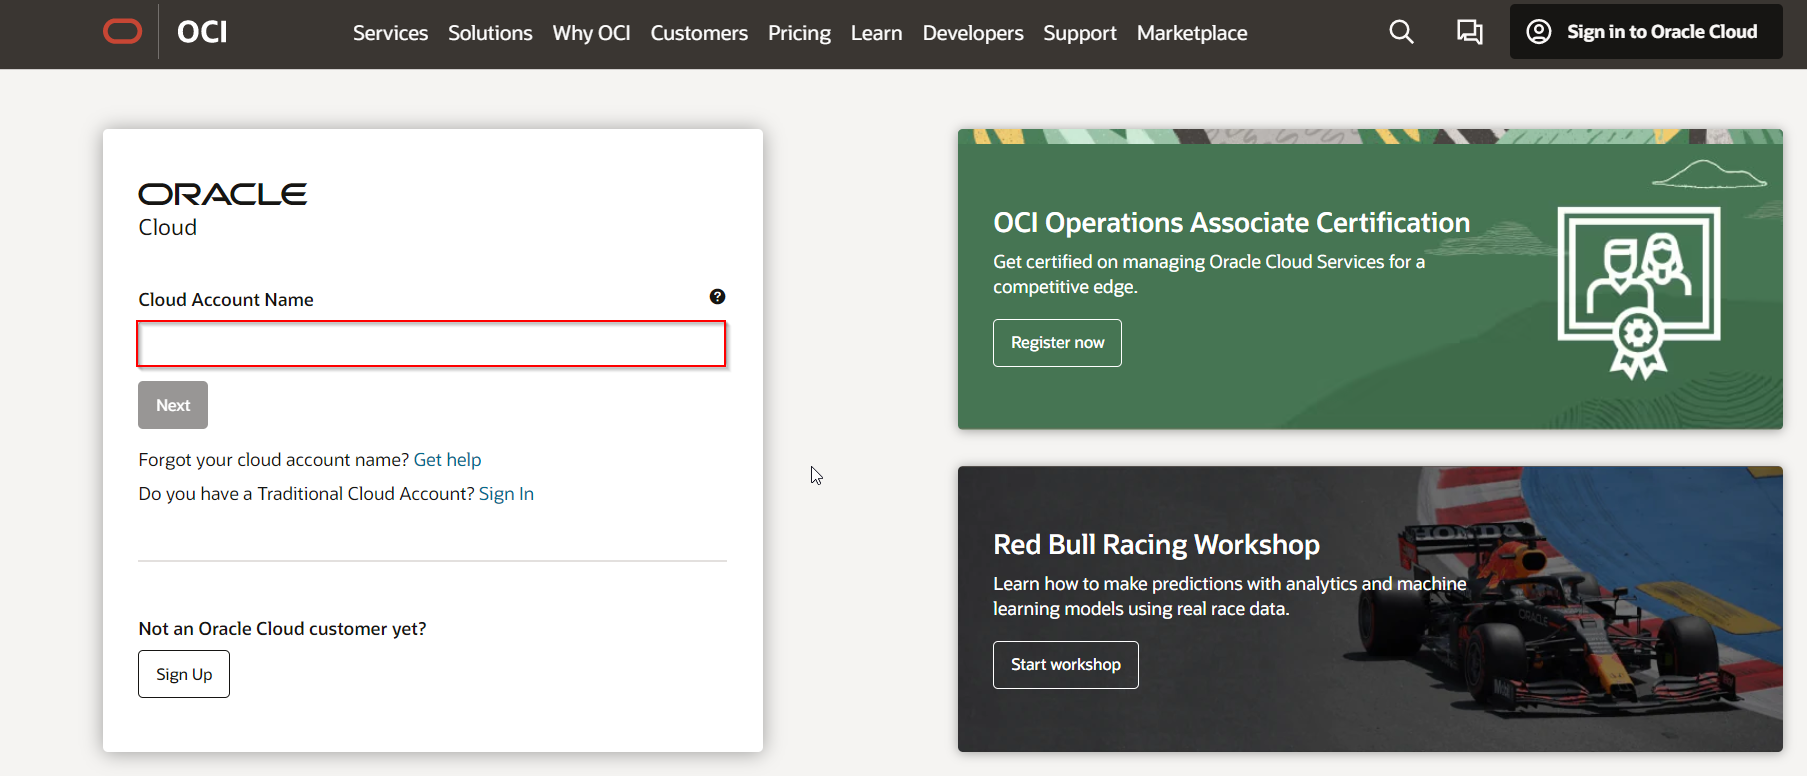 OCI
Services Solutions Why OCI Customers Pricing Learn Developers Support Marketplace
Sign in to Oracle Cloud
ORACLE
Cloud
Cloud Account Name
?
Next
Forgot your cloud account name? Get help
Do you have a Traditional Cloud Account? Sign In
Not an Oracle Cloud customer yet?
Sign Up
OCI Operations Associate Certification
Get certified on managing Oracle Cloud Services for a
competitive edge.
Register now
Red Bull Racing Workshop
Learn how to make predictions with analytics and machine
learning models using real race data.
Start workshop
HONDA
ORACLE
Mobil